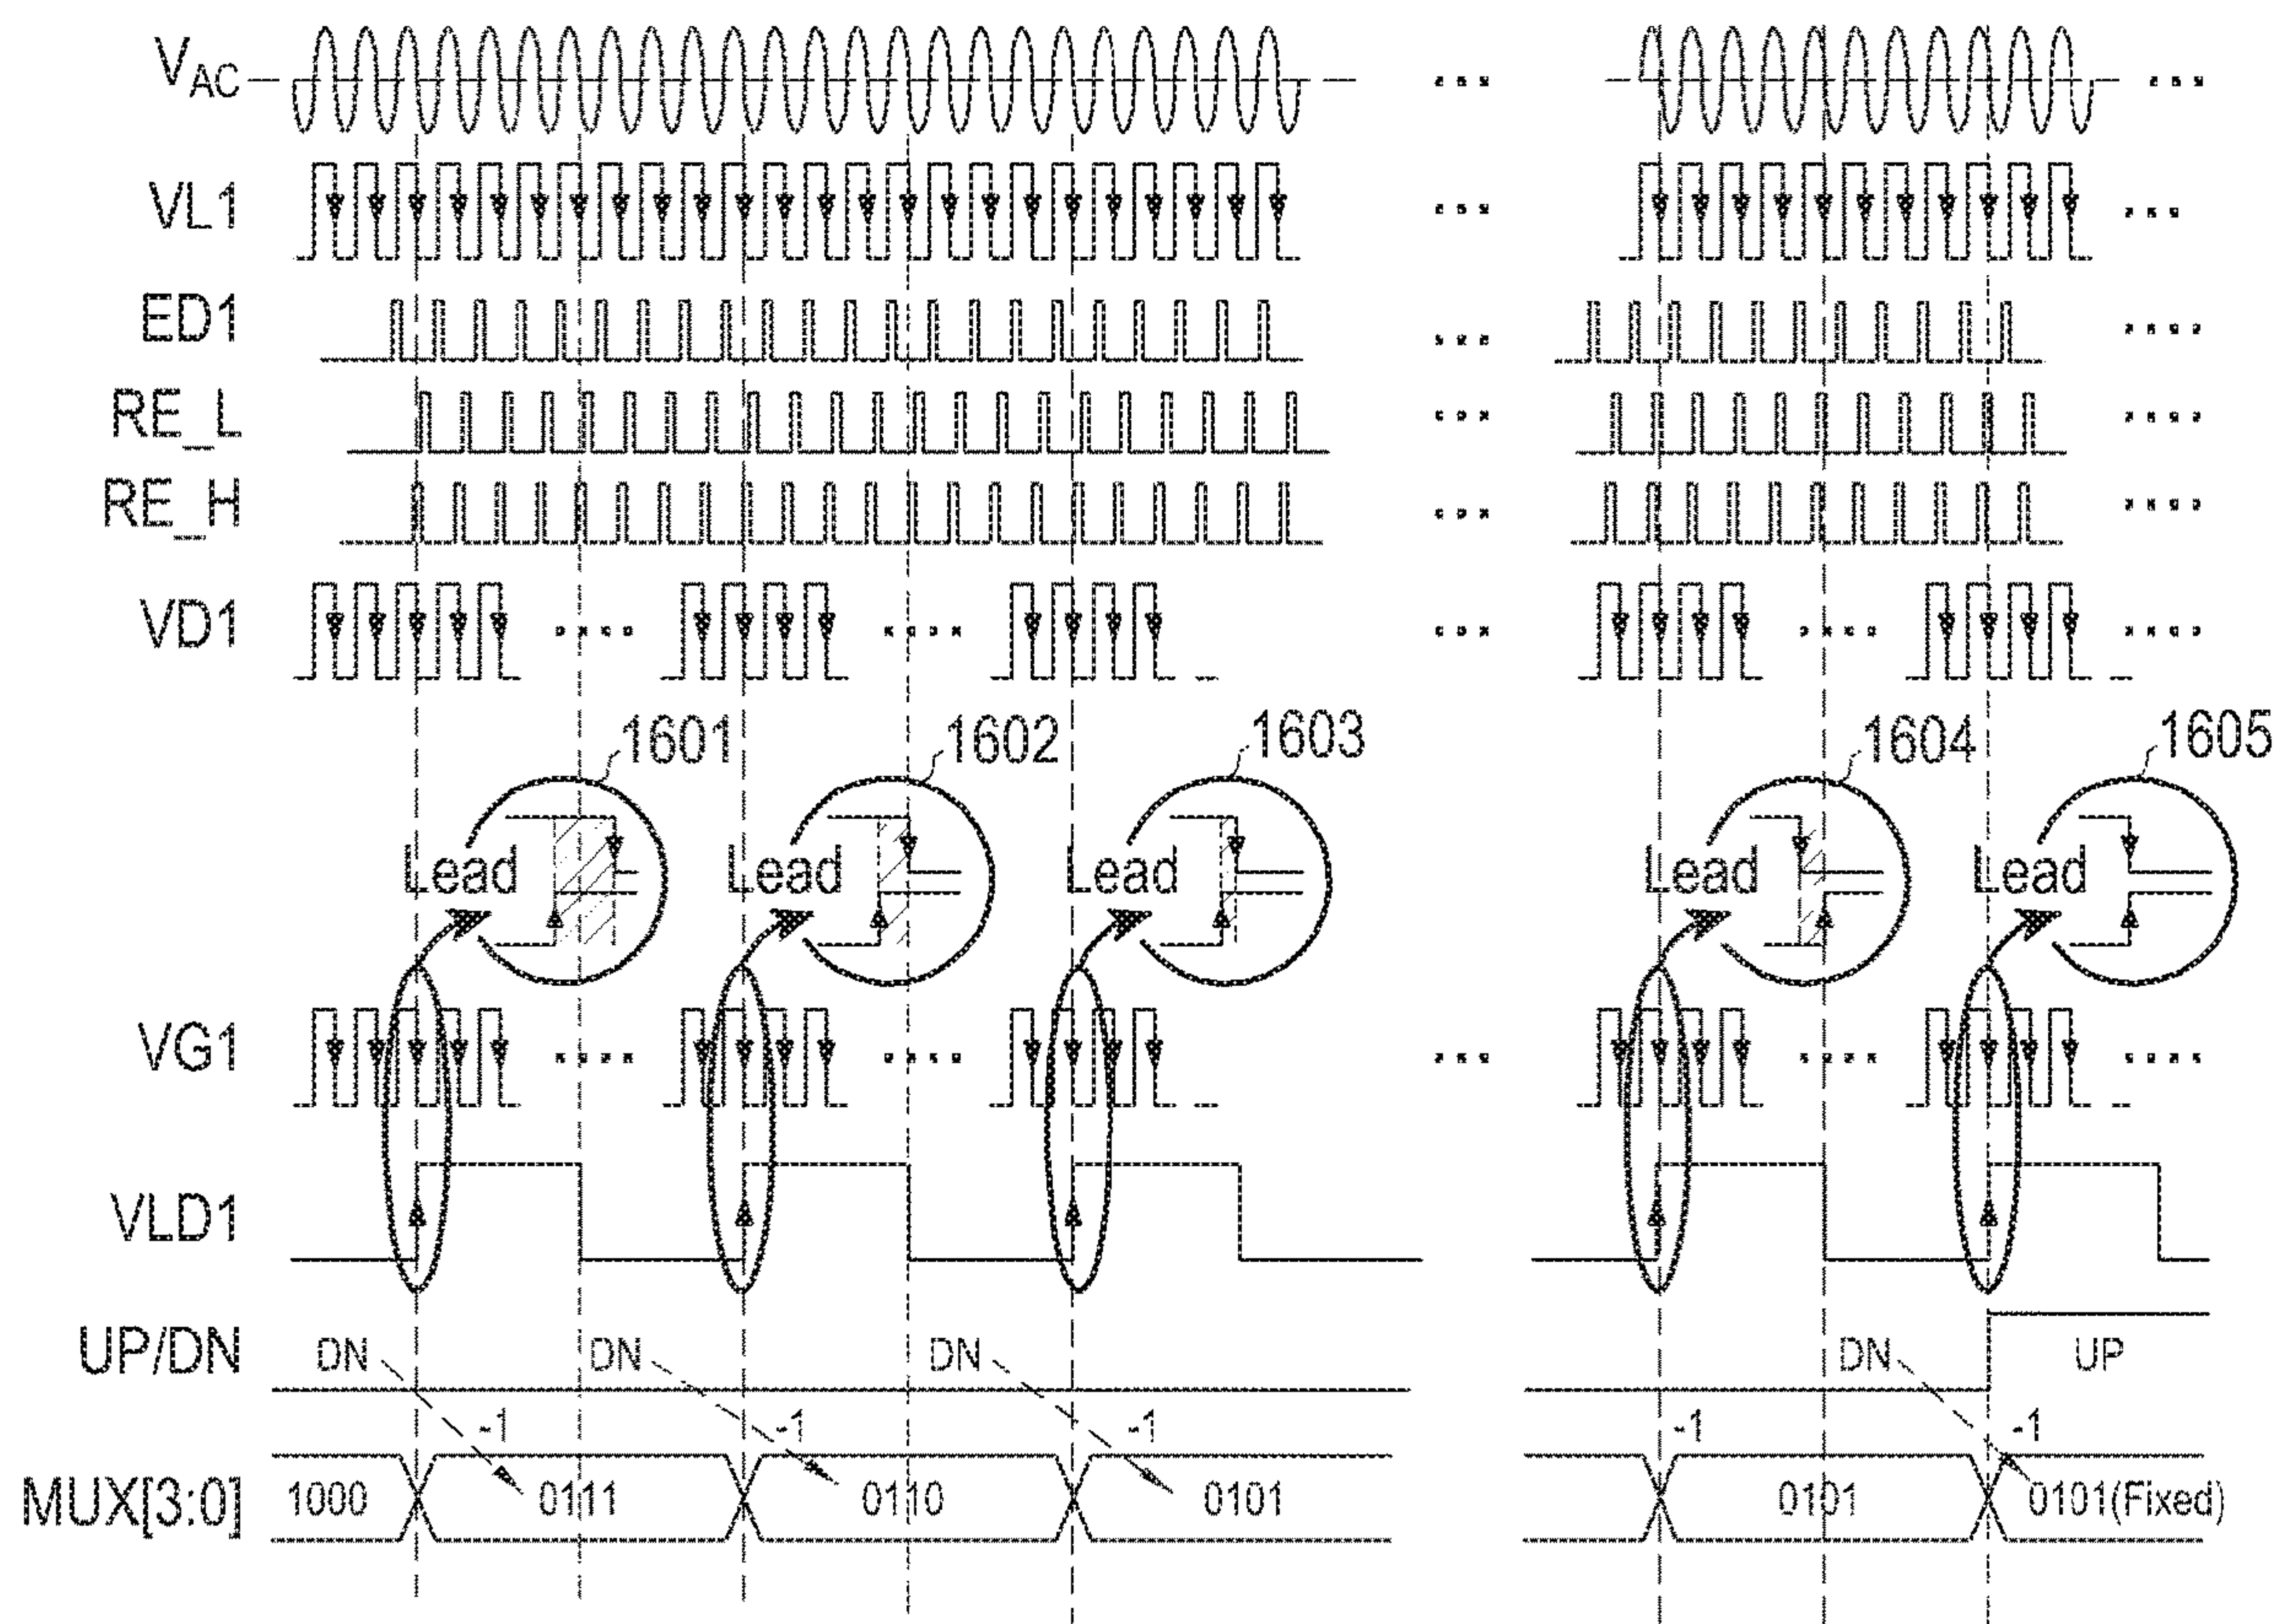 VAC
VL1
ED1
RE_L
RE_H
VD1
1601 1602 1603 1604 1605
Lead Lead Lead Lead Lead
VG1
VLD1
UP/DN DN DN DN DN UP
-1 -1 -1 -1 -1
MUX[3:0] 1000 0111 0110 0101 0101 0101(Fixed)